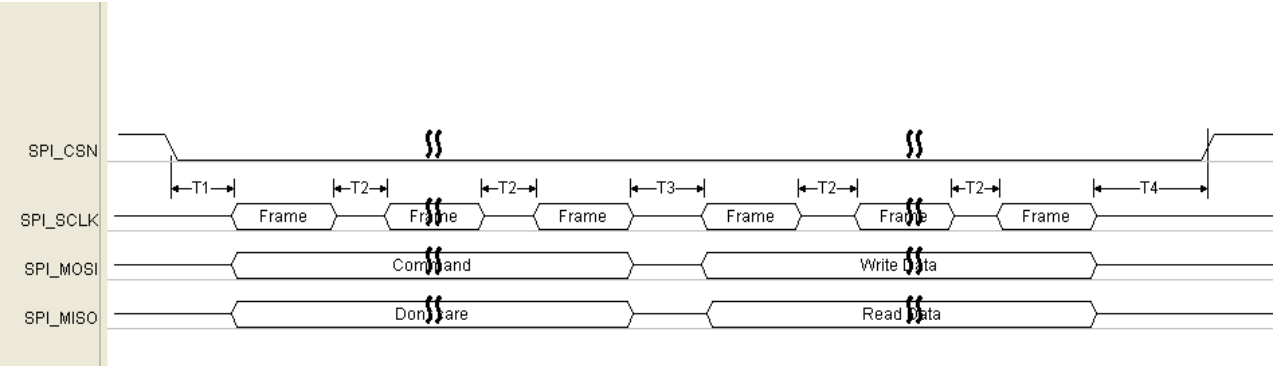 SPI_CSN
T1 T2 T2 T3 T2 T2 T4
SPI_SCLK Frame Frame Frame Frame Frame Frame
SPI_MOSI Command Write Data
SPI_MISO Don't care Read Data